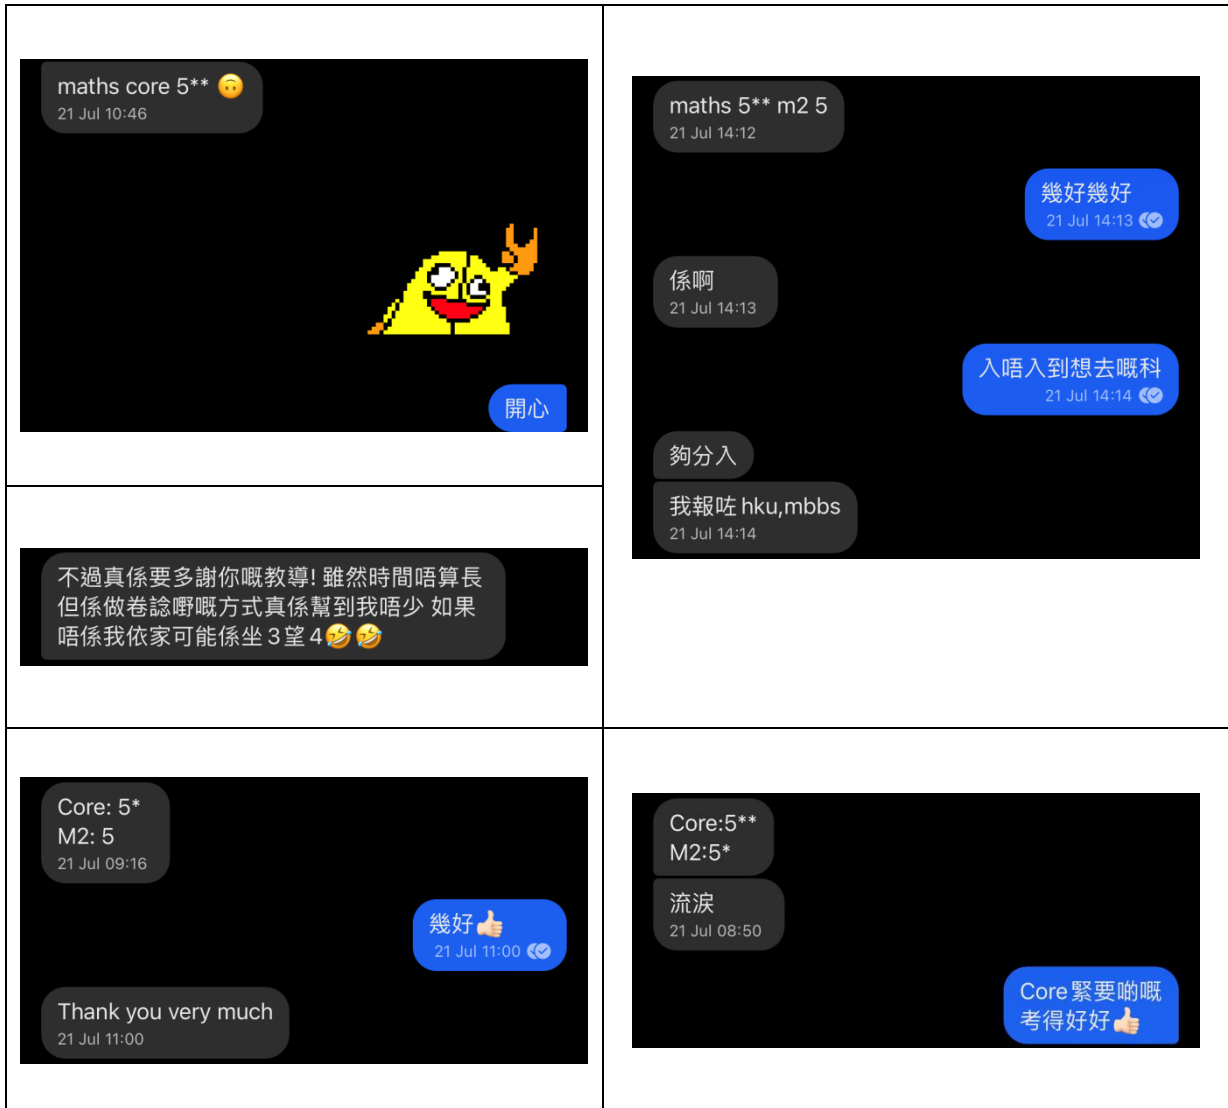 maths core 5** 🙃
21 Jul 10:46
開心
不過真係要多謝你嘅教導! 雖然時間唔算長
但係做卷諗嘢嘅方式真係幫到我唔少 如果
唔係我依家可能係坐3望4🤣🤣
Core: 5*
M2: 5
21 Jul 09:16
幾好👍🏻
21 Jul 11:00
Thank you very much
21 Jul 11:00
maths 5** m2 5
21 Jul 14:12
幾好幾好
21 Jul 14:13
係啊
21 Jul 14:13
入唔入到想去嘅科
21 Jul 14:14
夠分入
我報咗hku,mbbs
21 Jul 14:14
Core:5**
M2:5*
流淚
21 Jul 08:50
Core緊要啲嘅
考得好好👍🏻